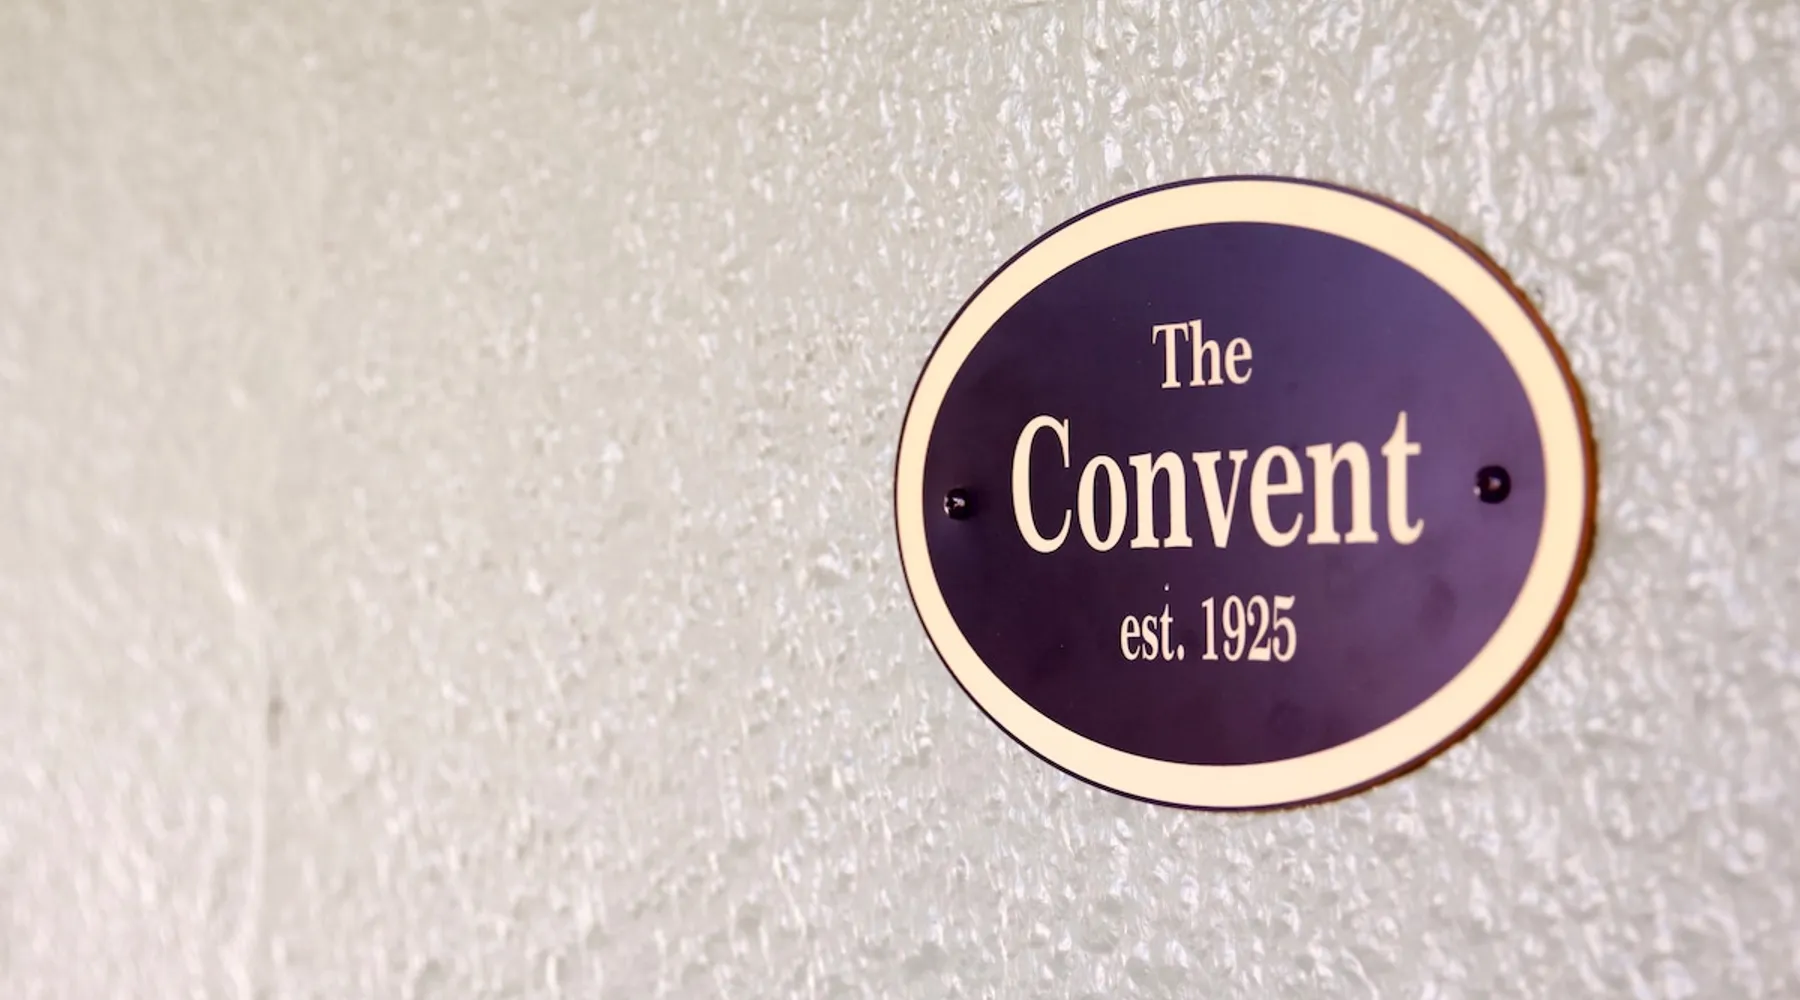 The
Convent
est. 1925